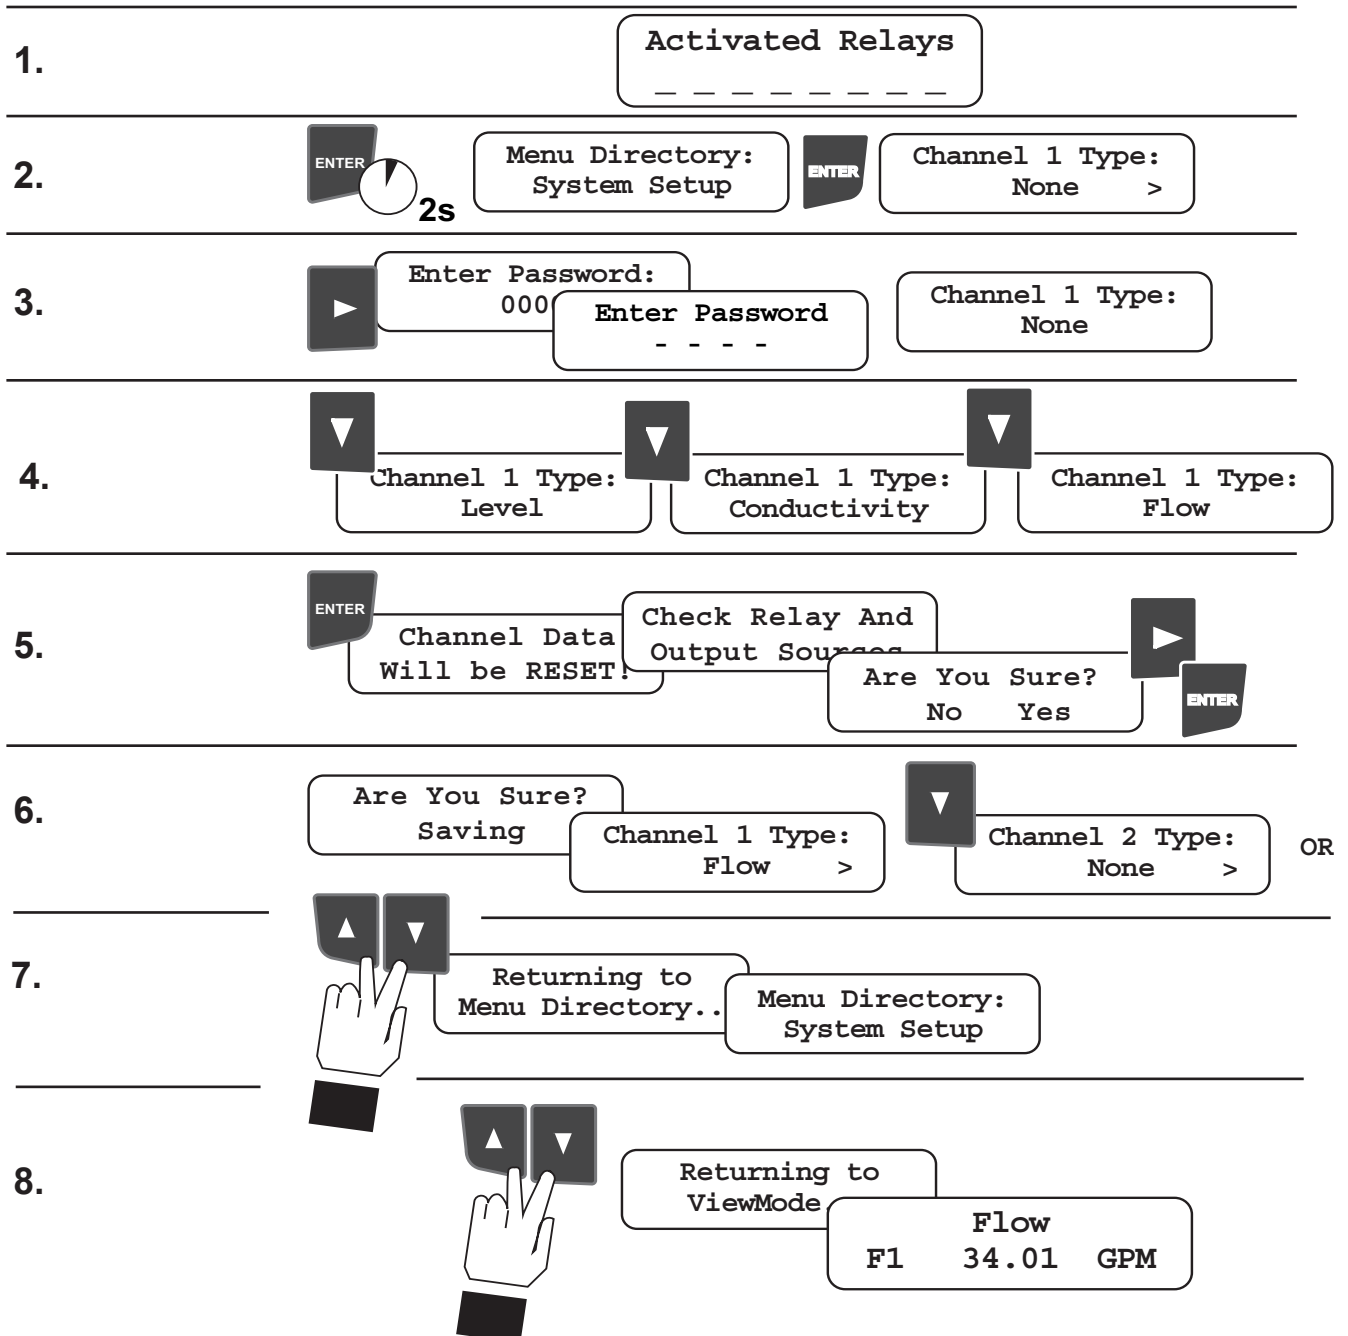 1.
Activated Relays
_ _ _ _ _ _ _ _
2.
ENTER
2s
Menu Directory:
System Setup
ENTER
Channel 1 Type:
None >
3.
Enter Password:
000
Enter Password
- - - -
Channel 1 Type:
None
4.
Channel 1 Type:
Level
Channel 1 Type:
Conductivity
Channel 1 Type:
Flow
5.
ENTER
Channel Data
Will be RESET!
Check Relay And
Output Sources
Are You Sure?
No Yes
ENTER
6.
Are You Sure?
Saving
Channel 1 Type:
Flow >
Channel 2 Type:
None >
OR
7.
Returning to
Menu Directory..
Menu Directory:
System Setup
8.
Returning to
ViewMode.
Flow
F1 34.01 GPM